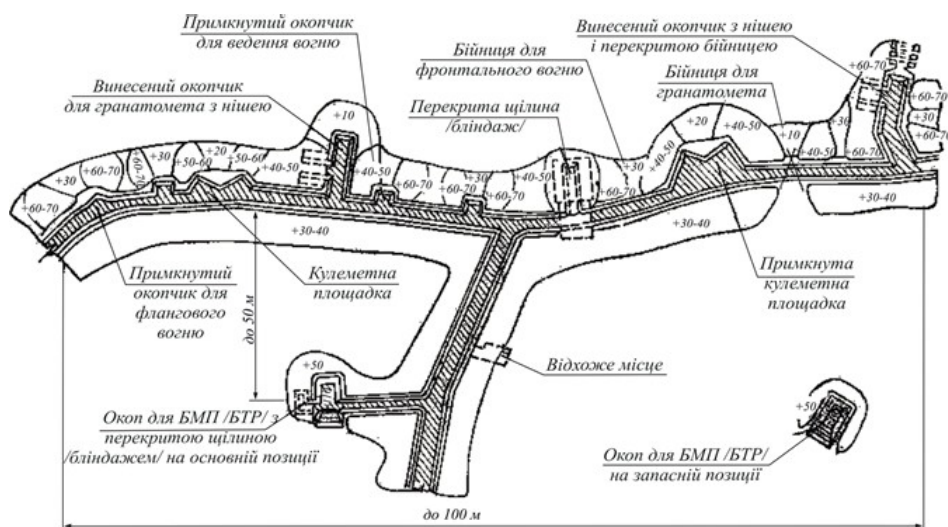 Примкнутий окопчик
для ведення вогню
Винесений окопчик з нішею
і перекритою бійницею
Бійниця для
фронтального вогню
Бійниця для
гранатомета
Винесений окопчик
для гранатомета з нішею
Перекрита щілина
/бліндаж/
+60-70
+60-70
+30
+60-70
+30
+60-70
+60-70
+30
+50-60
+20
+50-60
+40-50
+10
+40-50
+60-70
+60-70
+30
+60-70
+40-50
+30
+60-70
+40-50
+20
+40-50
+10
+40-50
+30
+60-70
+60-70
+30-40
+30-40
+30-40
Примкнутий
окопчик для
флангового
вогню
Кулеметна
площадка
Примкнута
кулеметна
площадка
до 50 м
Відхоже місце
+50
Окоп для БМП /БТР/ з
перекритою щілиною
/бліндажем/ на основній позиції
+50
Окоп для БМП /БТР/
на запасній позиції
до 100 м